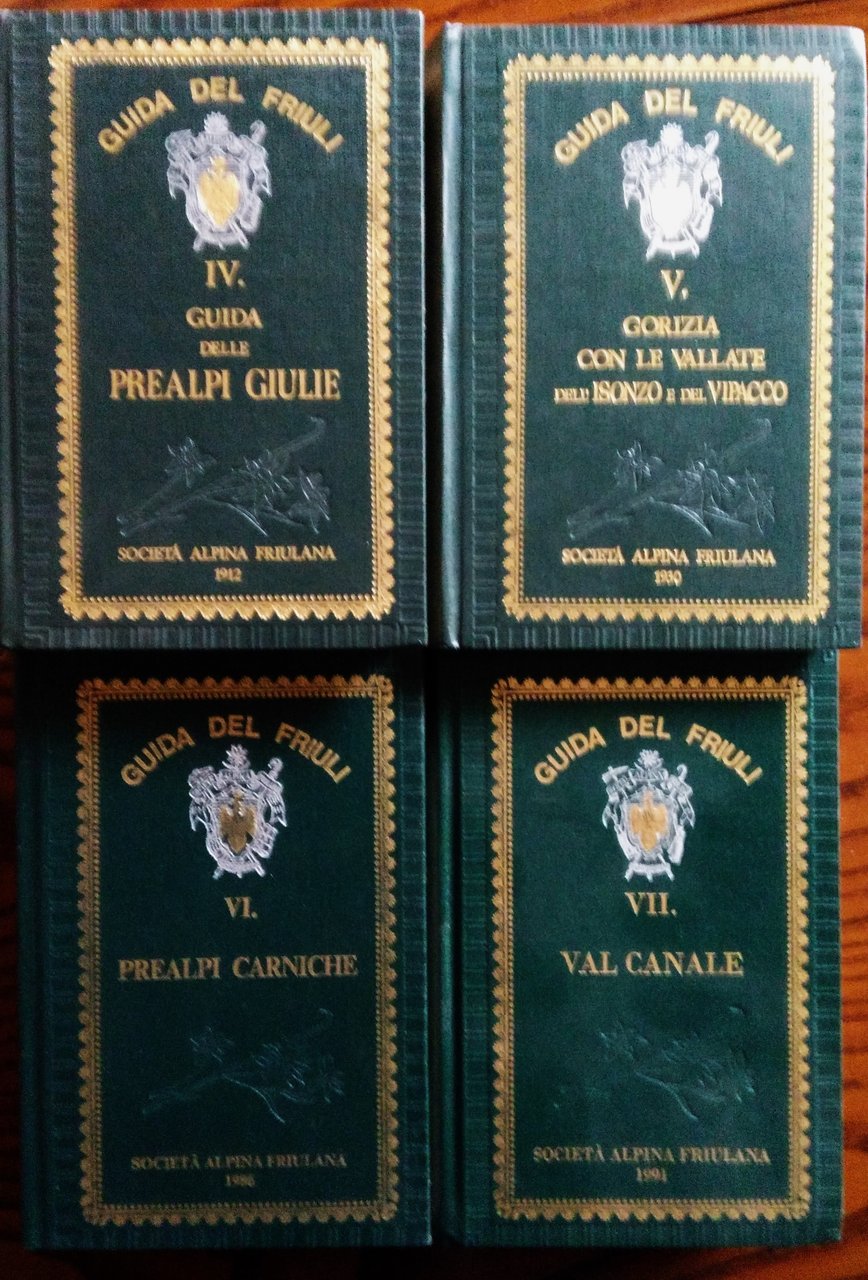 GUIDA DEL FRIULI
IV.
GUIDA
DELLE
PREALPI GIULIE
SOCIETÀ ALPINA FRIULANA
1912
GUIDA DEL FRIULI
V.
GORIZIA
CON LE VALLATE
DELL'ISONZO E DEL VIPACCO
SOCIETÀ ALPINA FRIULANA
1930
GUIDA DEL FRIULI
VI.
PREALPI CARNICHE
SOCIETÀ ALPINA FRIULANA
GUIDA DEL FRIULI
VII.
VAL CANALE
SOCIETÀ ALPINA FRIULANA
1991